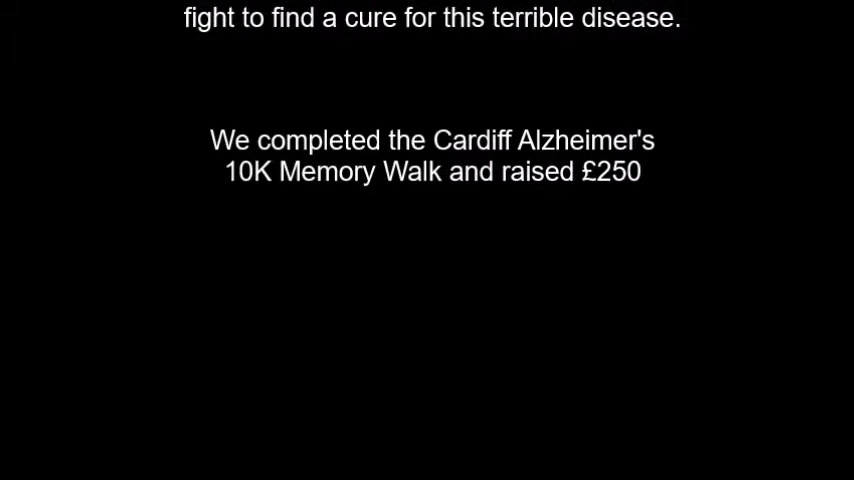 fight to find a cure for this terrible disease.
We completed the Cardiff Alzheimer's
10K Memory Walk and raised £250